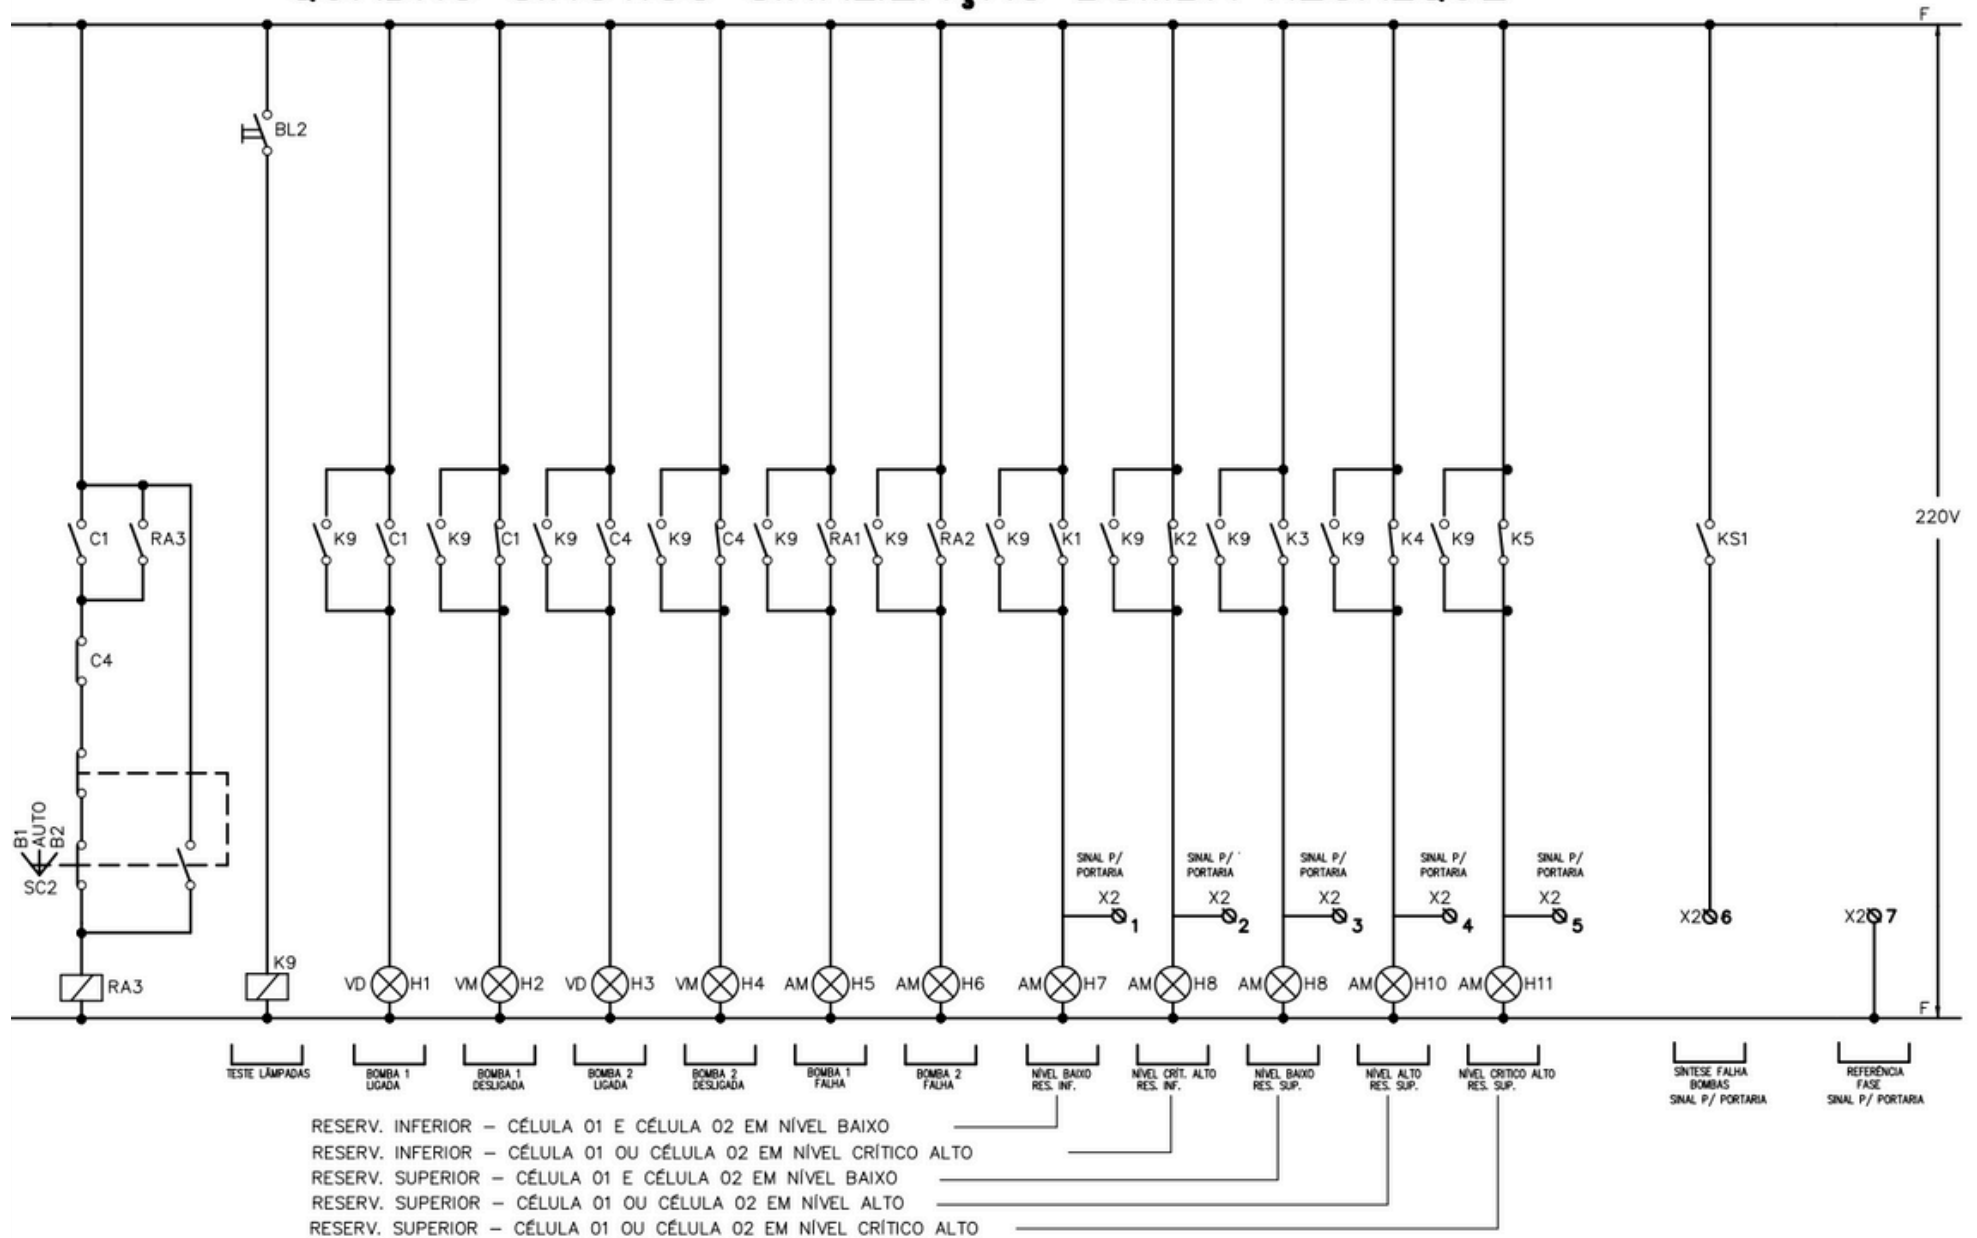 F
BL2
K9 C1 K9 C1 K9 C4 K9 C4 K9 RA1 K9 RA2 K9 K1 K9 K2 K9 K3 K9 K4 K9 K5
C1 RA3
KS1
220V
C4
B1
AUTO
B2
SC2
SINAL P/
PORTARIA
X2
1
SINAL P/
PORTARIA
X2
2
SINAL P/
PORTARIA
X2
3
SINAL P/
PORTARIA
X2
4
SINAL P/
PORTARIA
X2
5
X2 6
X2 7
RA3
K9
VD H1 VM H2 VD H3 VM H4 AM H5 AM H6 AM H7 AM H8 AM H8 AM H10 AM H11
F
TESTE LÂMPADAS
BOMBA 1
LIGADA
BOMBA 1
DESLIGADA
BOMBA 2
LIGADA
BOMBA 2
DESLIGADA
BOMBA 1
FALHA
BOMBA 2
FALHA
NÍVEL BAIXO
RES. INF.
NÍVEL CRÍT. ALTO
RES. INF.
NÍVEL BAIXO
RES. SUP.
NÍVEL ALTO
RES. SUP.
NÍVEL CRITICO ALTO
RES. SUP.
SÍNTESE FALHA
BOMBAS
SINAL P/ PORTARIA
REFERÊNCIA
FASE
SINAL P/ PORTARIA
RESERV. INFERIOR – CÉLULA 01 E CÉLULA 02 EM NÍVEL BAIXO
RESERV. INFERIOR – CÉLULA 01 OU CÉLULA 02 EM NÍVEL CRÍTICO ALTO
RESERV. SUPERIOR – CÉLULA 01 E CÉLULA 02 EM NÍVEL BAIXO
RESERV. SUPERIOR – CÉLULA 01 OU CÉLULA 02 EM NÍVEL ALTO
RESERV. SUPERIOR – CÉLULA 01 OU CÉLULA 02 EM NÍVEL CRÍTICO ALTO